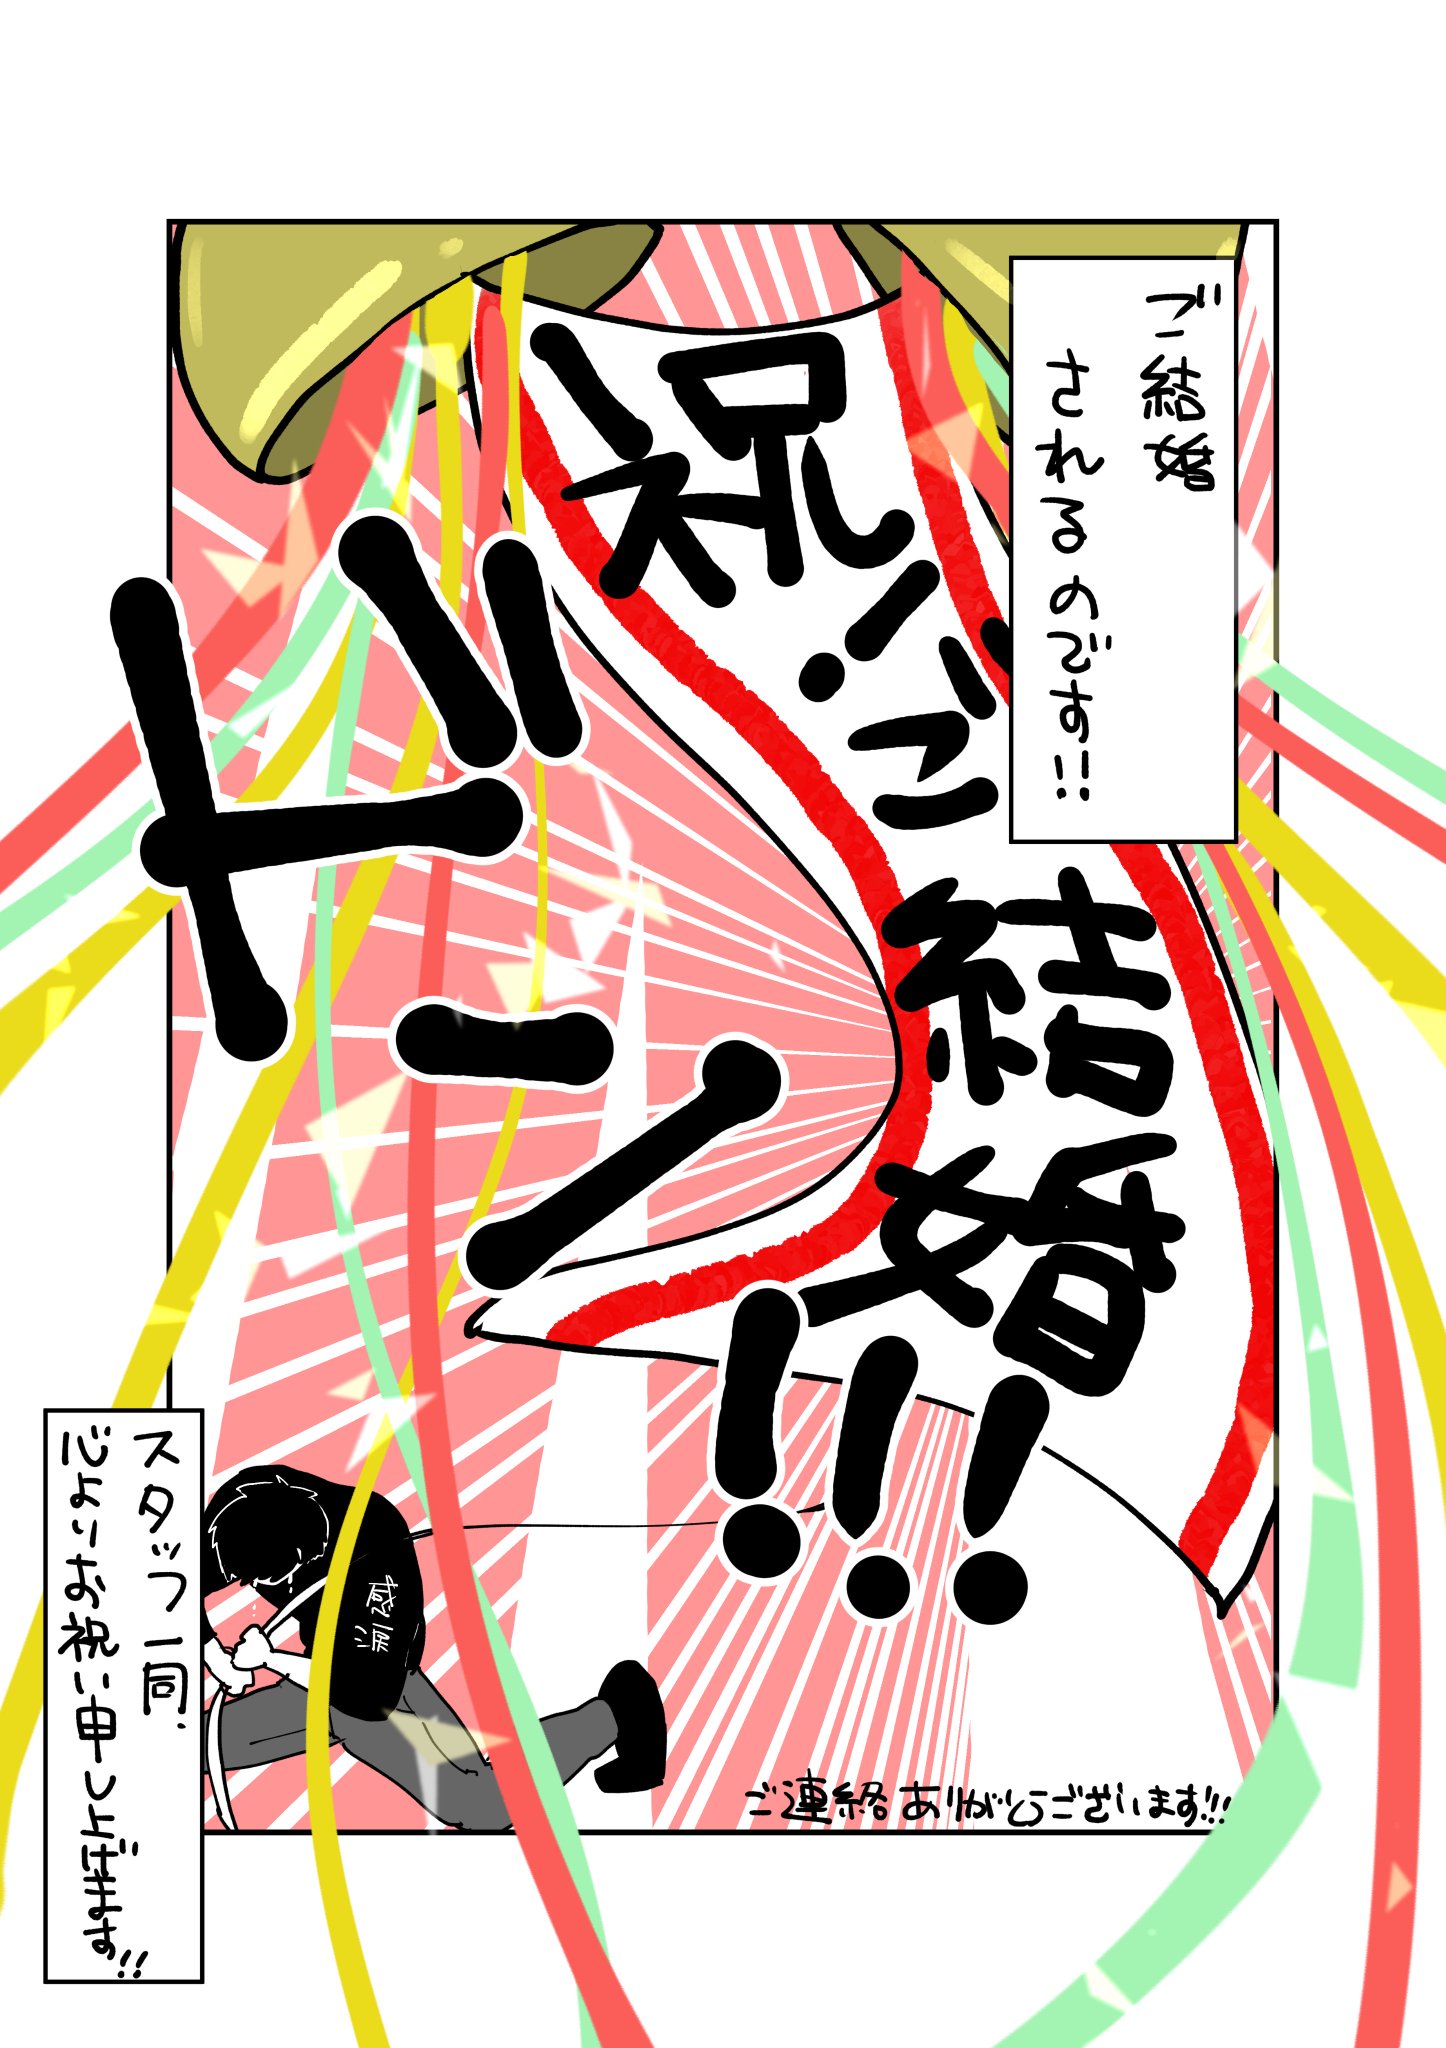 ご結婚
されるのです!!
祝!!ご結婚
ドーン!!!
感涙
スタッフ一同、
心よりお祝い申し上げます!!
ご連絡ありがとうございます!!!